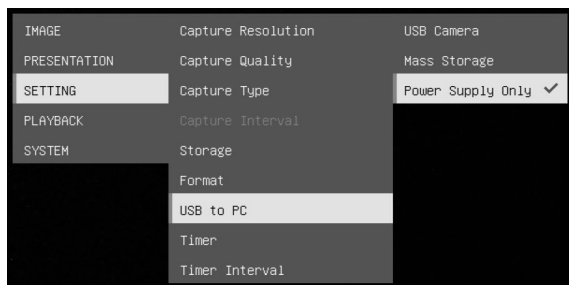 IMAGE
PRESENTATION
SETTING
PLAYBACK
SYSTEM
Capture Resolution
Capture Quality
Capture Type
Capture Interval
Storage
Format
USB to PC
Timer
Timer Interval
USB Camera
Mass Storage
Power Supply Only